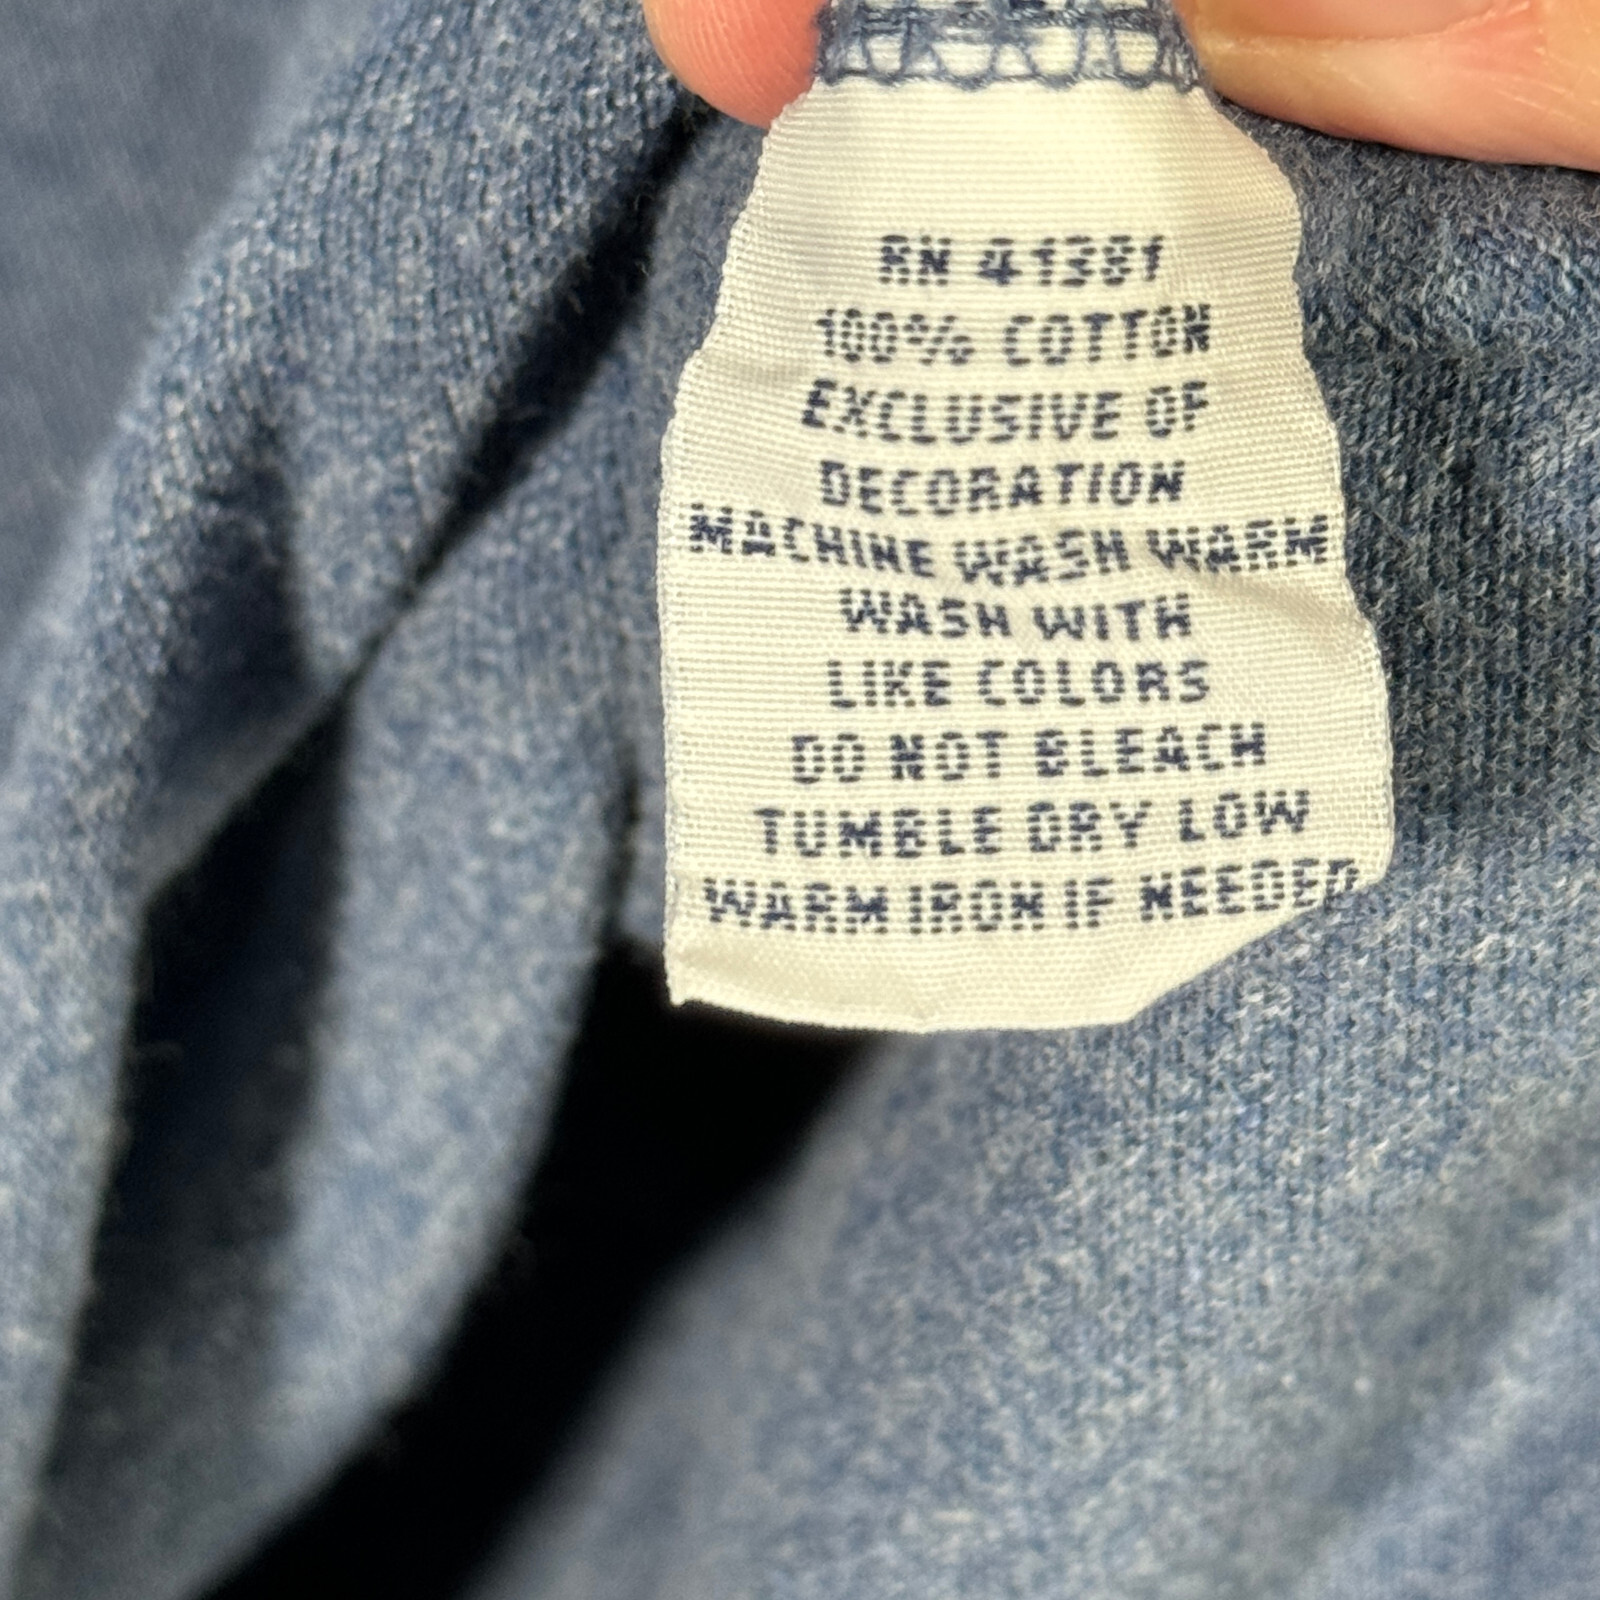 RN 41381
100% COTTON
EXCLUSIVE OF
DECORATION
MACHINE WASH WARM
WASH WITH
LIKE COLORS
DO NOT BLEACH
TUMBLE DRY LOW
WARM IRON IF NEEDED